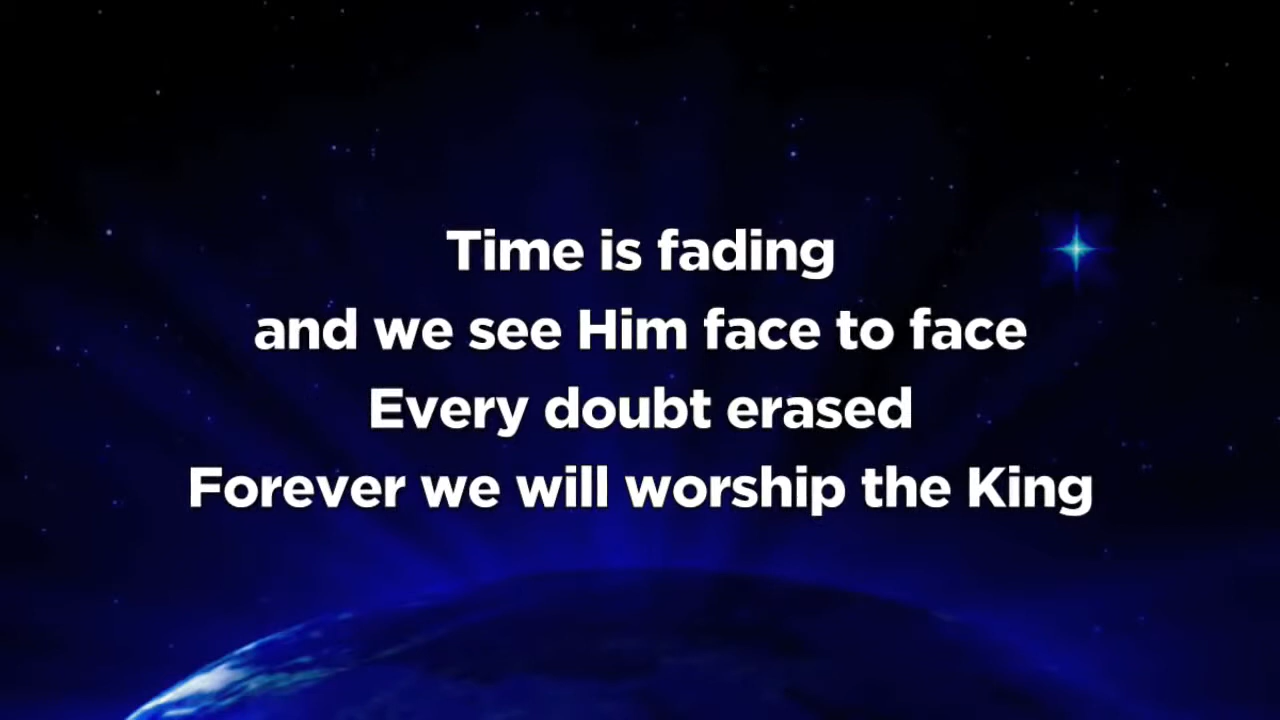 Time is fading
and we see Him face to face
Every doubt erased
Forever we will worship the King